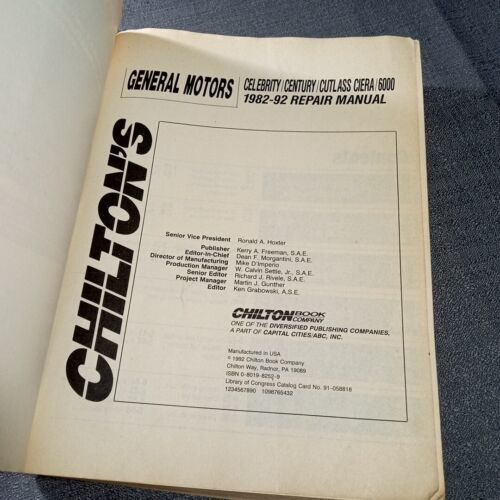 GENERAL MOTORS
CELEBRITY/CENTURY/CUTLASS CIERA/6000
1982-92 REPAIR MANUAL
CHILTON'S
Senior Vice President Ronald A. Hoxter
Publisher Kerry A. Freeman, S.A.E.
Editor-In-Chief Dean F. Morgantini, S.A.E.
Director of Manufacturing Mike D'Imperio
Production Manager W. Calvin Settle, Jr., S.A.E.
Senior Editor Richard J. Rivele, S.A.E.
Project Manager Martin J. Gunther
Editor Ken Grabowski, A.S.E.
CHILTON BOOK
COMPANY
ONE OF THE DIVERSIFIED PUBLISHING COMPANIES,
A PART OF CAPITAL CITIES/ABC, INC.
Manufactured in USA
© 1992 Chilton Book Company
Chilton Way, Radnor, PA 19089
ISBN 0-8019-8252-9
Library of Congress Catalog Card No. 91-058816
1234567890 1098765432